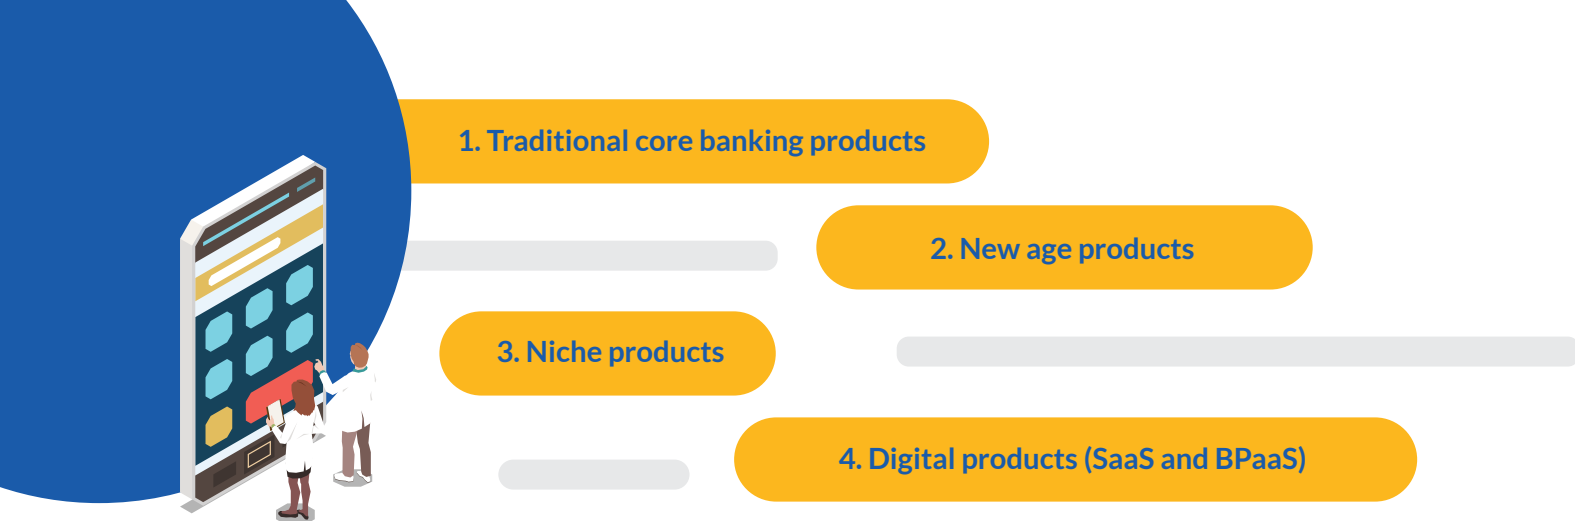 1. Traditional core banking products
2. New age products
3. Niche products
4. Digital products (SaaS and BPaaS)